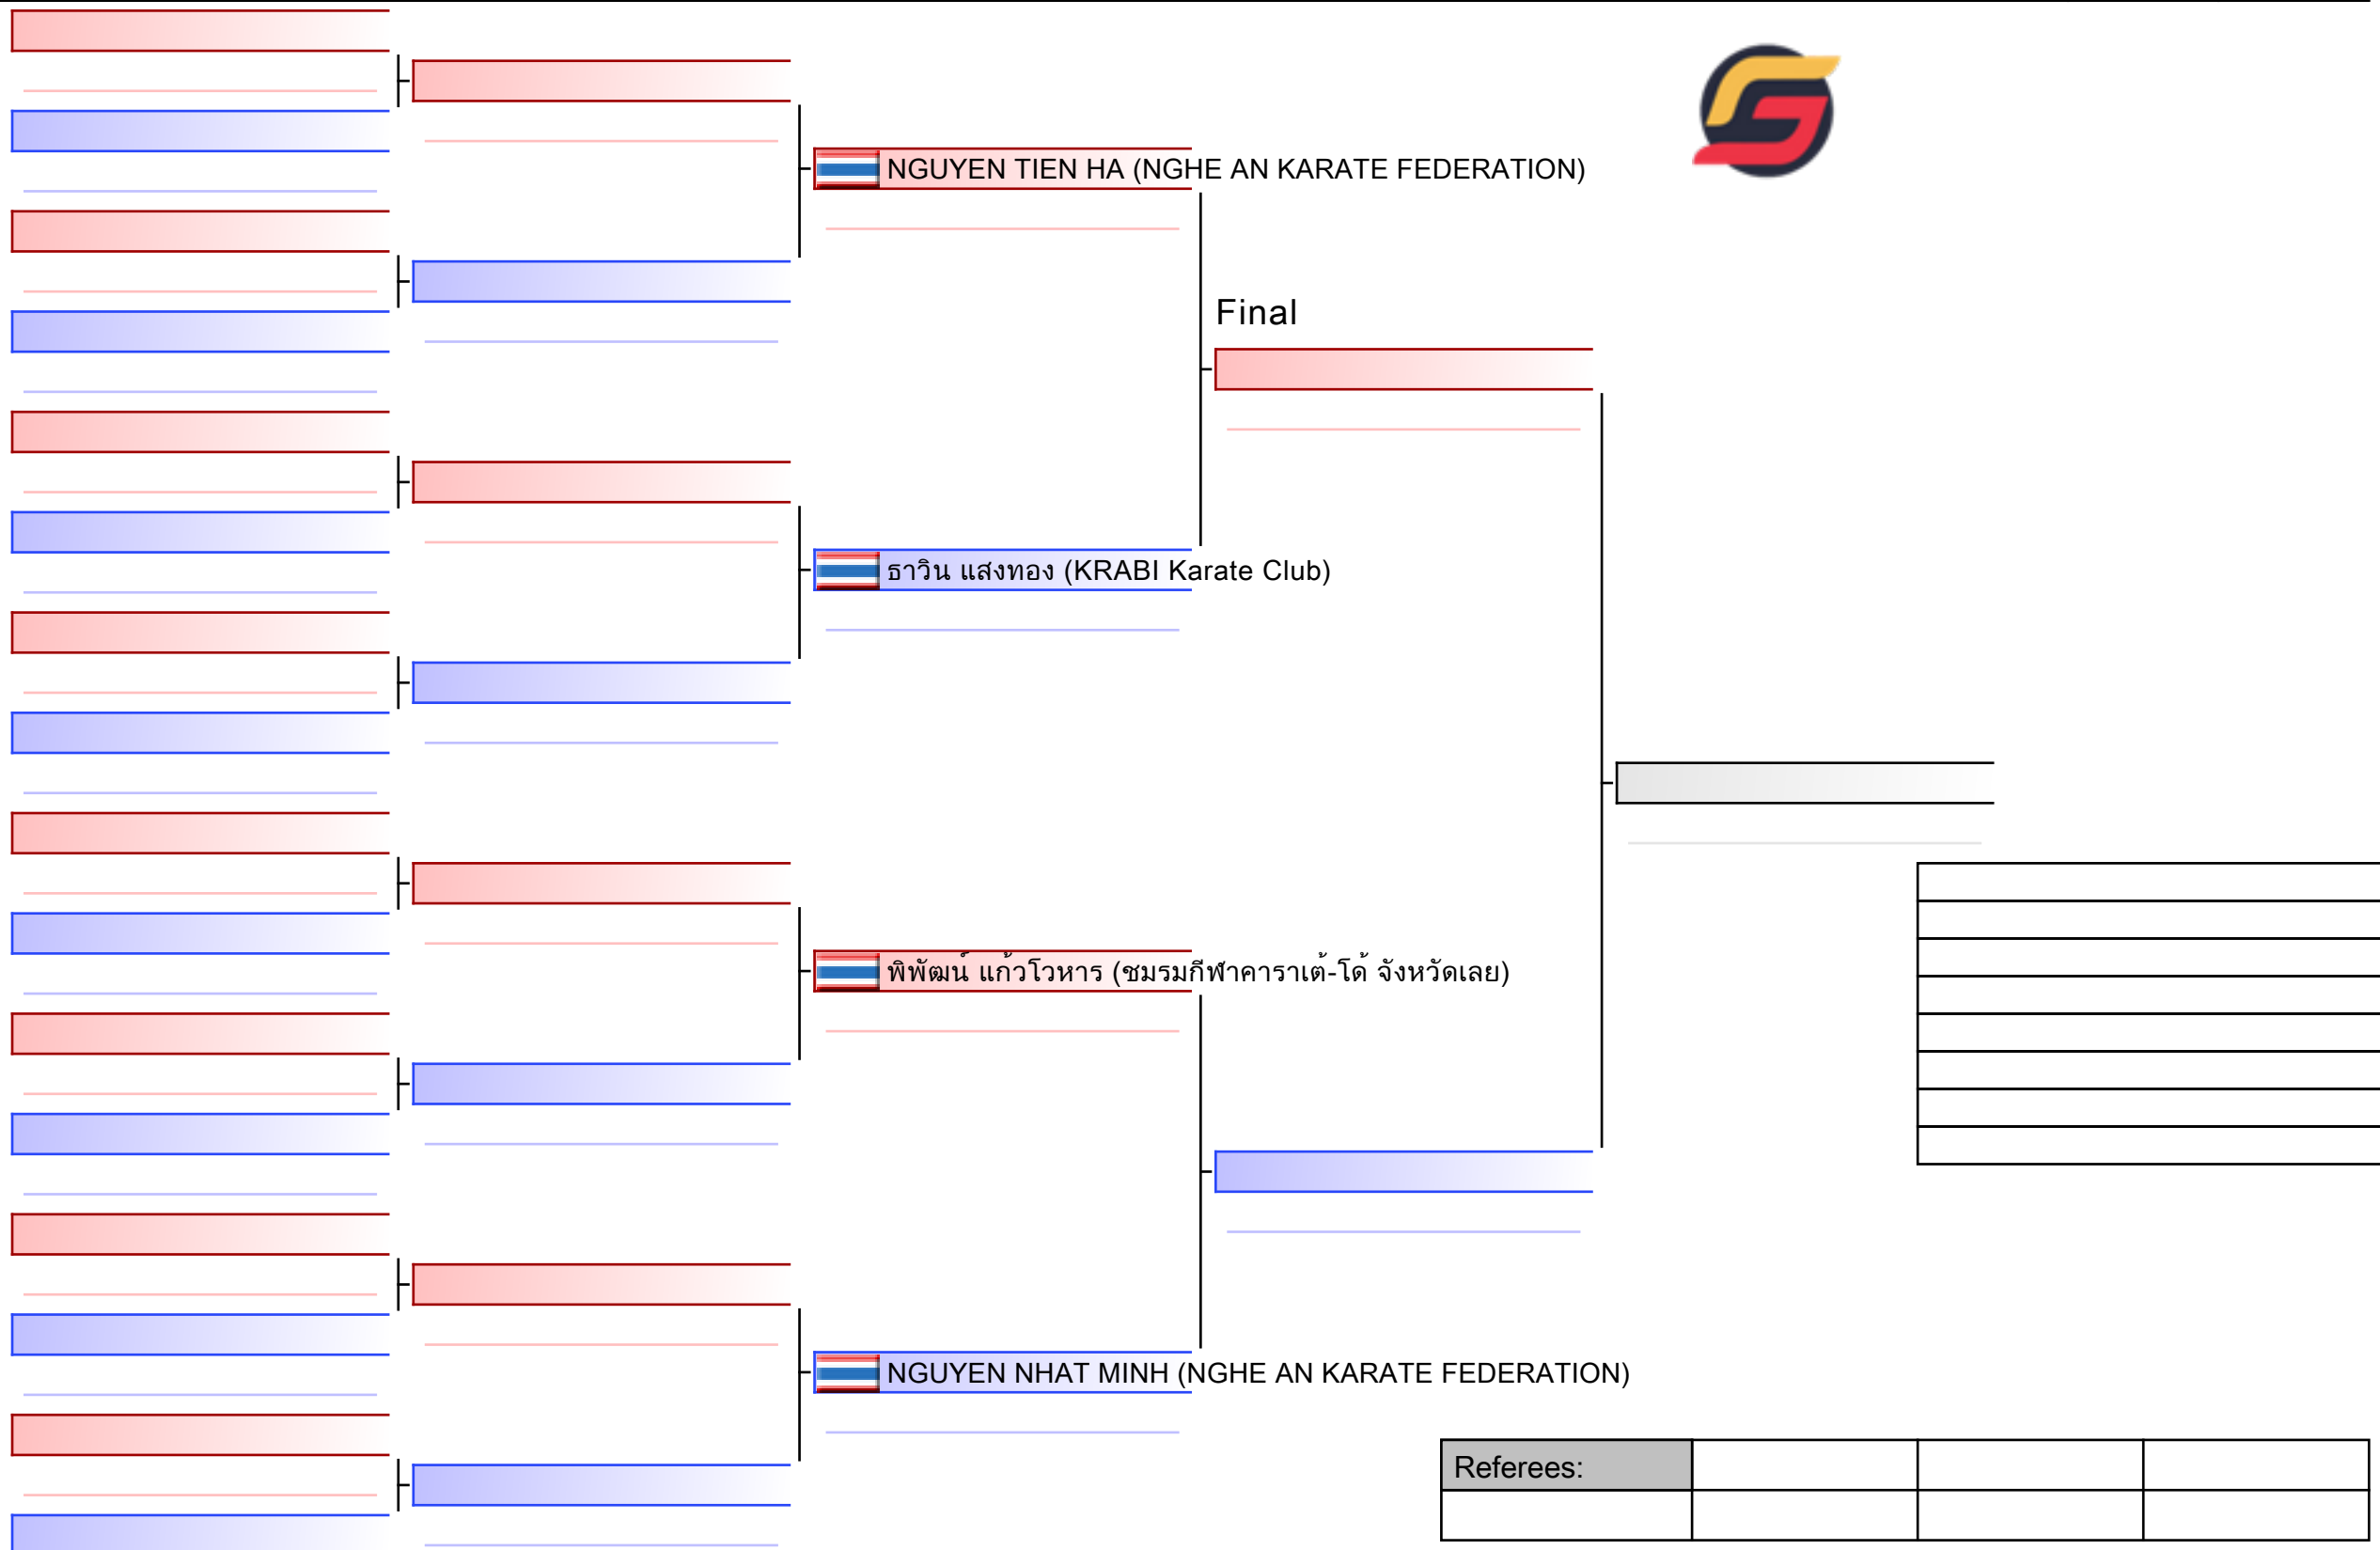 NGUYEN TIEN HA (NGHE AN KARATE FEDERATION)
Final
ธาวิน แสงทอง (KRABI Karate Club)
พิพัฒน์ แก้วโวหาร (ชมรมกีฬาคาราเต้-โด้ จังหวัดเลย)
NGUYEN NHAT MINH (NGHE AN KARATE FEDERATION)
Referees: